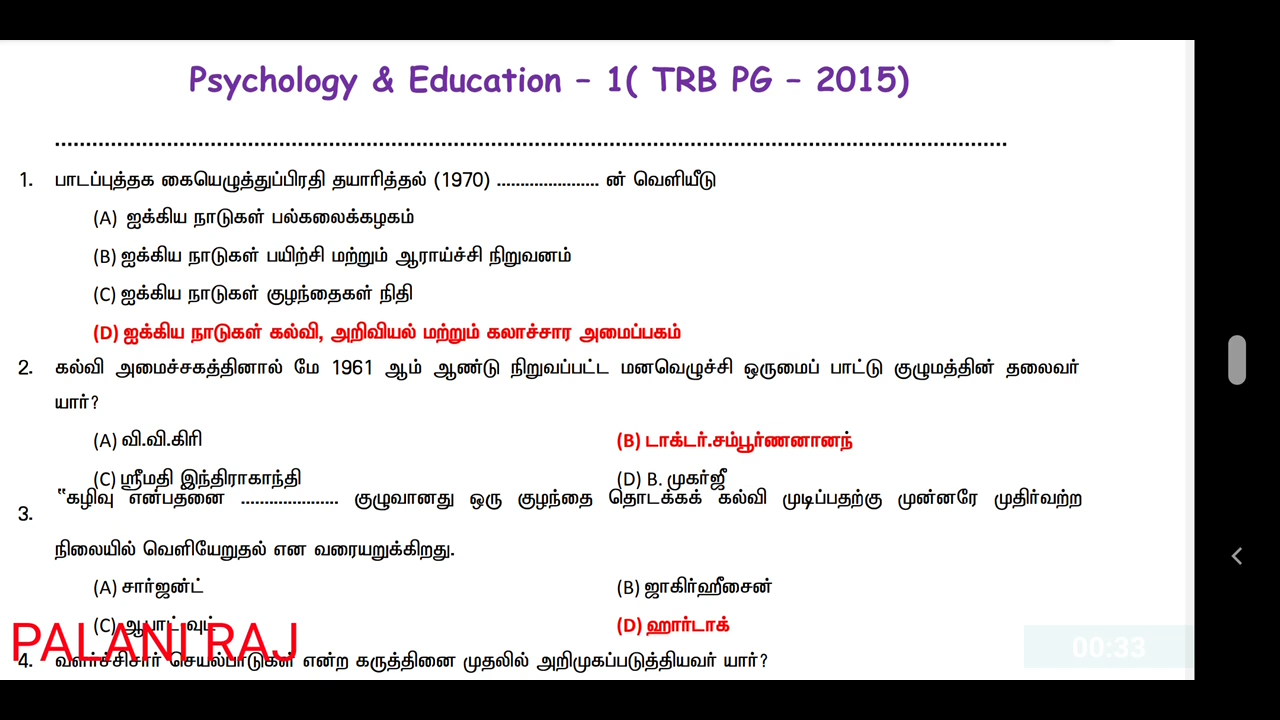 Psychology & Education – 1( TRB PG – 2015)
1. பாடப்புத்தக கையெழுத்துப்பிரதி தயாரித்தல் (1970) ...................... ன் வெளியீடு
(A) ஐக்கிய நாடுகள் பல்கலைக்கழகம்
(B) ஐக்கிய நாடுகள் பயிற்சி மற்றும் ஆராய்ச்சி நிறுவனம்
(C) ஐக்கிய நாடுகள் குழந்தைகள் நிதி
(D) ஐக்கிய நாடுகள் கல்வி, அறிவியல் மற்றும் கலாச்சார அமைப்பகம்
2. கல்வி அமைச்சகத்தினால் மே 1961 ஆம் ஆண்டு நிறுவப்பட்ட மனவெழுச்சி ஒருமைப் பாட்டு குழுமத்தின் தலைவர்
யார்?
(A) வி.வி.கிரி (B) டாக்டர்.சம்பூர்ணனானந்
(C) ஸ்ரீமதி இந்திராகாந்தி (D) B. முகர்ஜீ
"கழிவு என்பதனை ..................... குழுவானது ஒரு குழந்தை தொடக்கக் கல்வி முடிப்பதற்கு முன்னரே முதிர்வற்ற
3.
நிலையில் வெளியேறுதல் என வரையறுக்கிறது.
(A) சார்ஜன்ட் (B) ஜாகிர்ஹீசைன்
(C) ஆபாட் வுட் (D) ஹார்டாக்
PALANI RAJ
4. வளர்ச்சிசார் செயல்பாடுகள் என்ற கருத்தினை முதலில் அறிமுகப்படுத்தியவர் யார்?
00:33